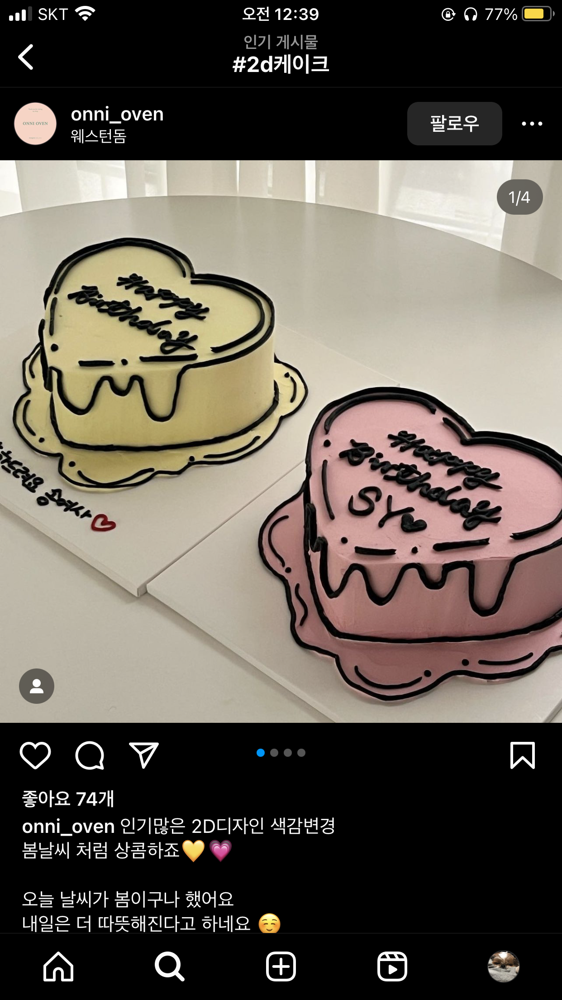 SKT
오전 12:39
77%
인기 게시물
#2d케이크
ONNI OVEN
onni_oven
웨스턴돔
팔로우
1/4
Happy
Birthday
Happy
Birthday
SY
좋아요 74개
onni_oven 인기많은 2D디자인 색감변경
봄날씨 처럼 상콤하죠💛💗
오늘 날씨가 봄이구나 했어요
내일은 더 따뜻해진다고 하네요 ☺️